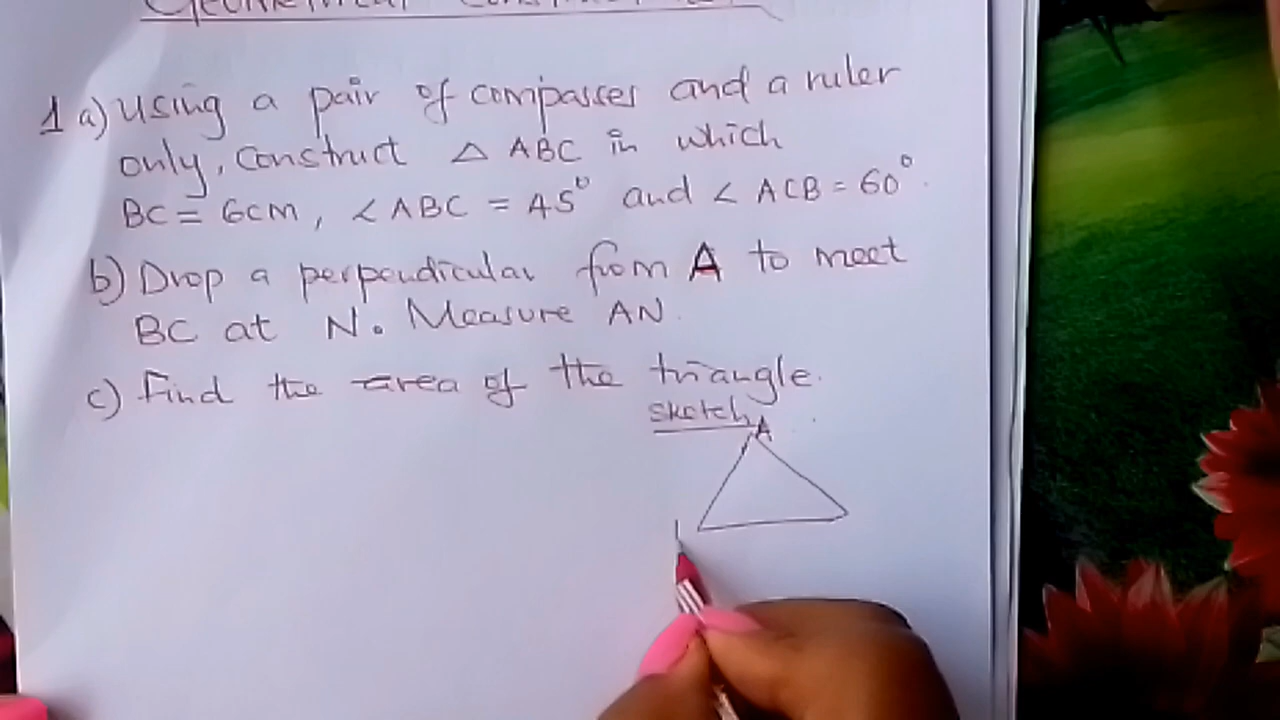 1 a) Using a pair of compasses and a ruler
only, Construct △ ABC in which
BC = 6cm, ∠ABC = 45° and ∠ ACB = 60°.
b) Drop a perpendicular from A to meet
BC at N. Measure AN.
c) Find the area of the triangle.
Sketch
A